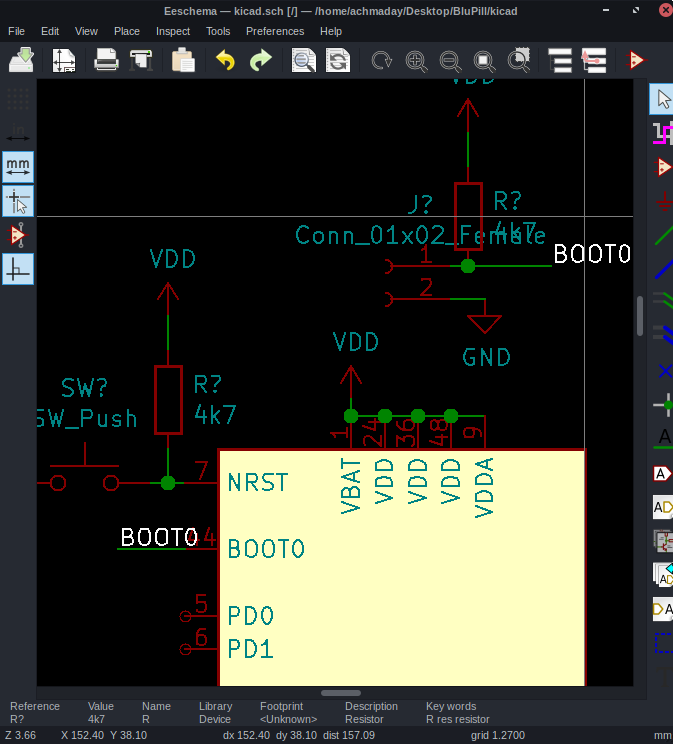 Eeschema — kicad.sch [/] — /home/achmaday/Desktop/BluPill/kicad
File Edit View Place Inspect Tools Preferences Help
mm
VDD
J?
R?
4k7
Conn_01x02_Female
1
BOOT0
2
GND
VDD
VDD
SW?
SW_Push
R?
4k7
1
24
36
48
9
7
NRST
VBAT
VDD
VDD
VDD
VDDA
BOOT0
BOOT0
5
PD0
6
PD1
A
A
Reference Value Name Library Footprint Description Key words
R? 4k7 R Device <Unknown> Resistor R res resistor
Z 3.66 X 152.40 Y 38.10 dx 152.40 dy 38.10 dist 157.09 grid 1.2700 mm